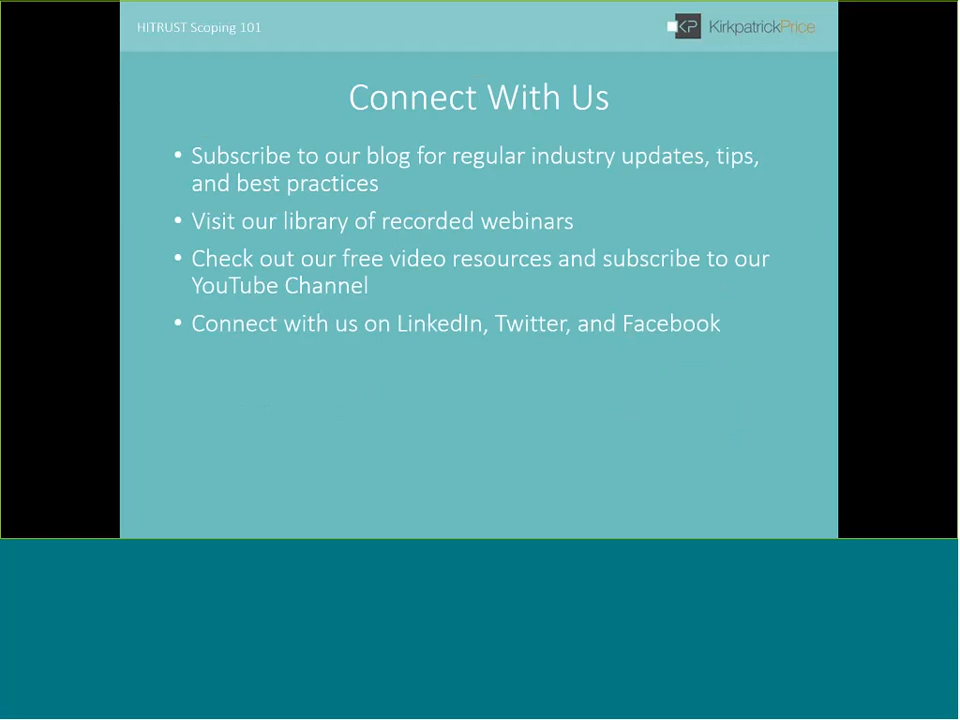 HITRUST Scoping 101
KP KirkpatrickPrice
Connect With Us
• Subscribe to our blog for regular industry updates, tips,
and best practices
• Visit our library of recorded webinars
• Check out our free video resources and subscribe to our
YouTube Channel
• Connect with us on LinkedIn, Twitter, and Facebook